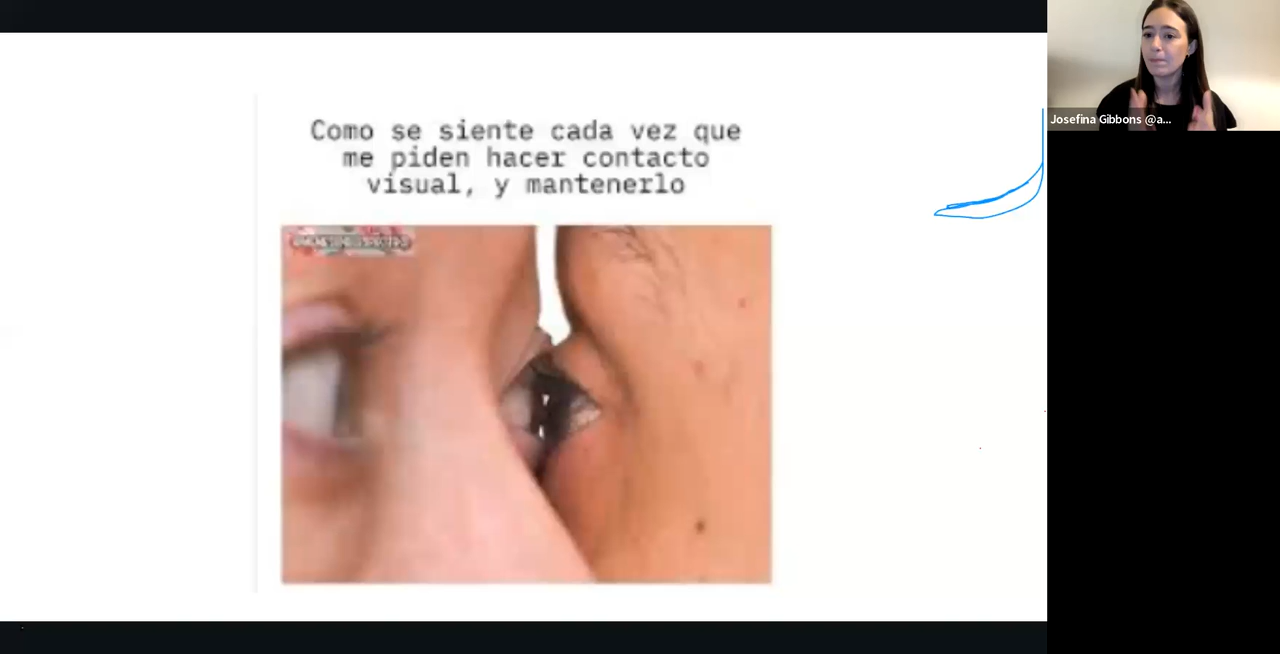 Como se siente cada vez que
me piden hacer contacto
visual, y mantenerlo
Josefina Gibbons @a...